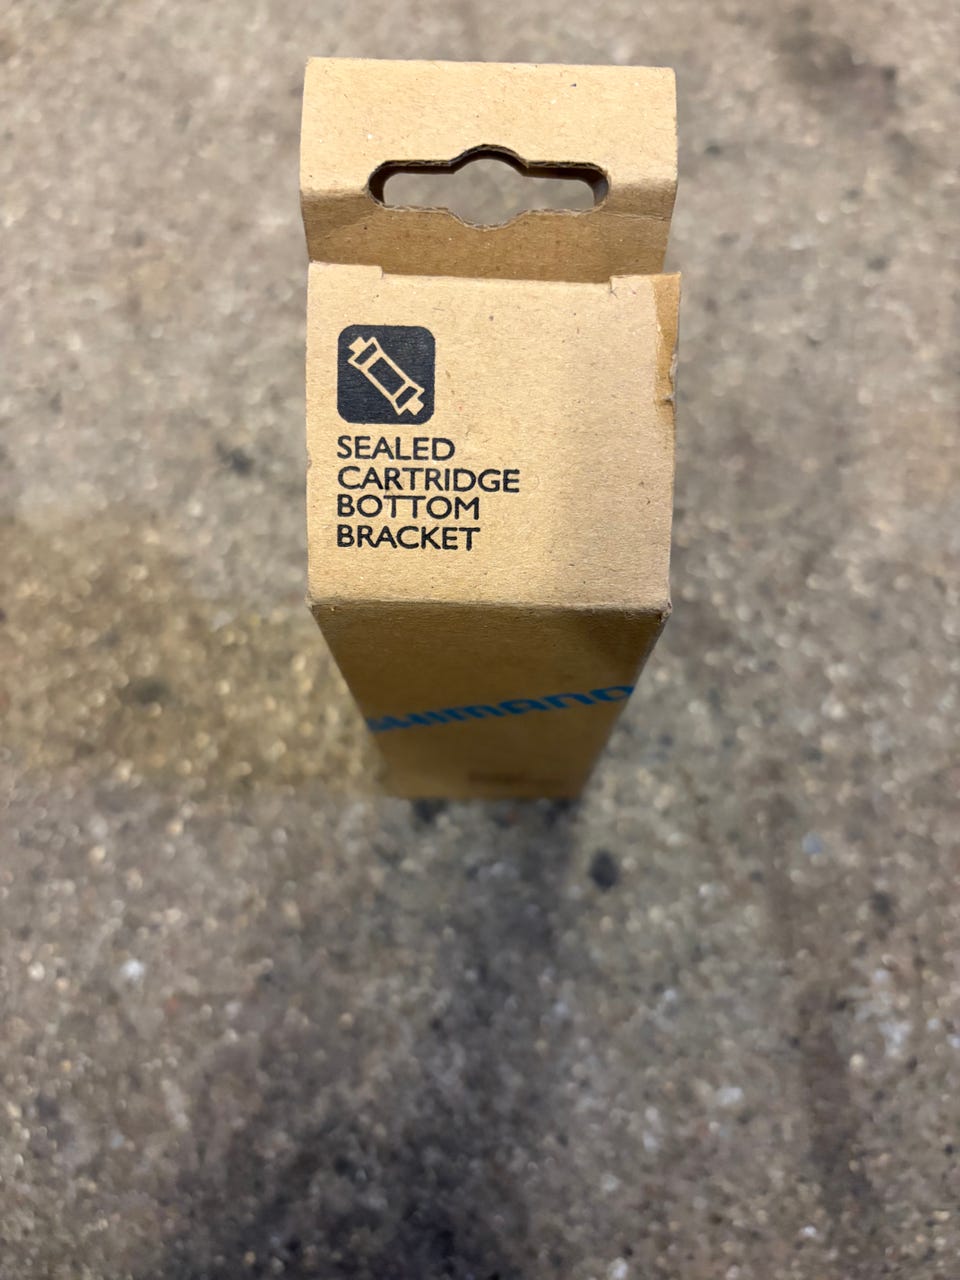 SEALED
CARTRIDGE
BOTTOM
BRACKET
SHIMANO